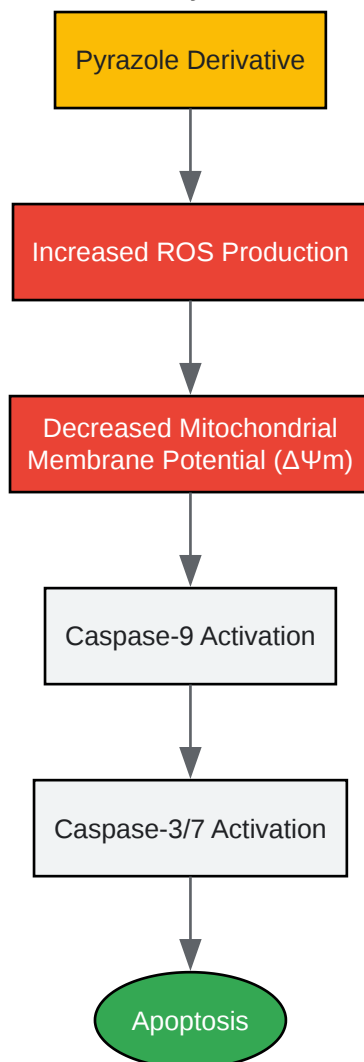 Pyrazole Derivative
Increased ROS Production
Decreased Mitochondrial
Membrane Potential (ΔΨm)
Caspase-9 Activation
Caspase-3/7 Activation
Apoptosis